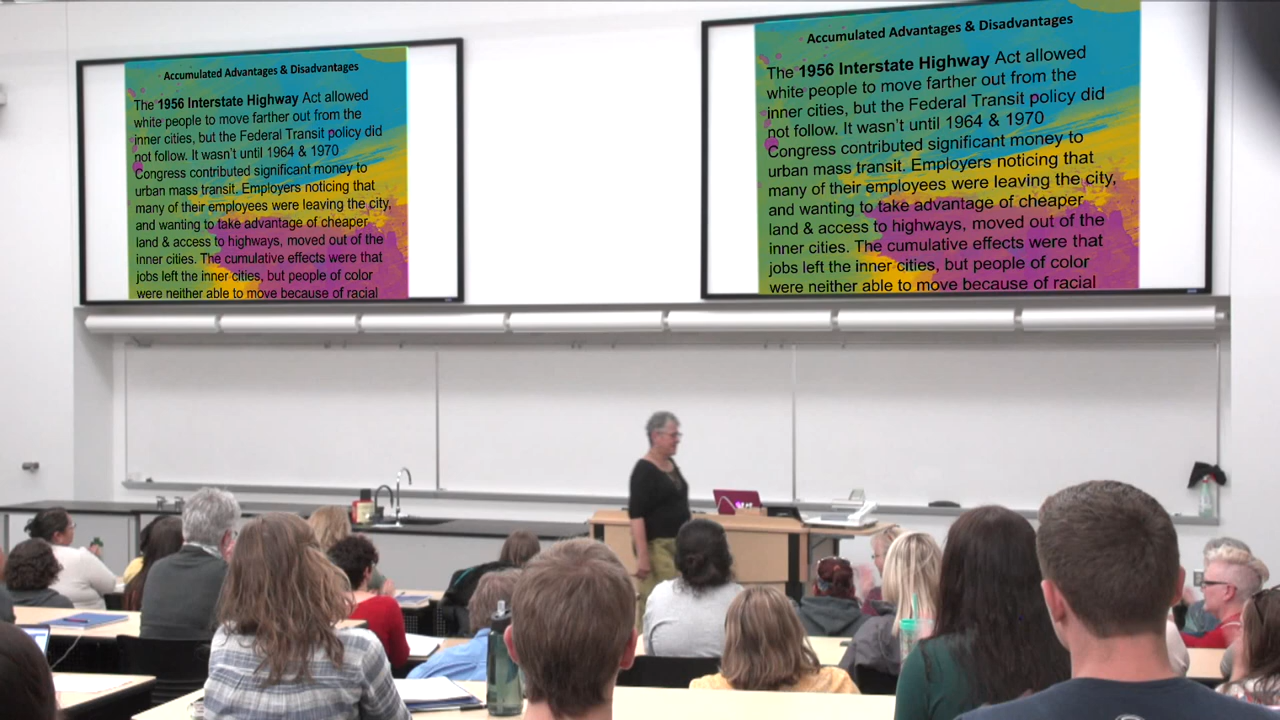 Accumulated Advantages & Disadvantages
The 1956 Interstate Highway Act allowed
white people to move farther out from the
inner cities, but the Federal Transit policy did
not follow. It wasn't until 1964 & 1970
Congress contributed significant money to
urban mass transit. Employers noticing that
many of their employees were leaving the city,
and wanting to take advantage of cheaper
land & access to highways, moved out of the
inner cities. The cumulative effects were that
jobs left the inner cities, but people of color
were neither able to move because of racial
Accumulated Advantages & Disadvantages
The 1956 Interstate Highway Act allowed
white people to move farther out from the
inner cities, but the Federal Transit policy did
not follow. It wasn't until 1964 & 1970
Congress contributed significant money to
urban mass transit. Employers noticing that
many of their employees were leaving the city,
and wanting to take advantage of cheaper
land & access to highways, moved out of the
inner cities. The cumulative effects were that
jobs left the inner cities, but people of color
were neither able to move because of racial